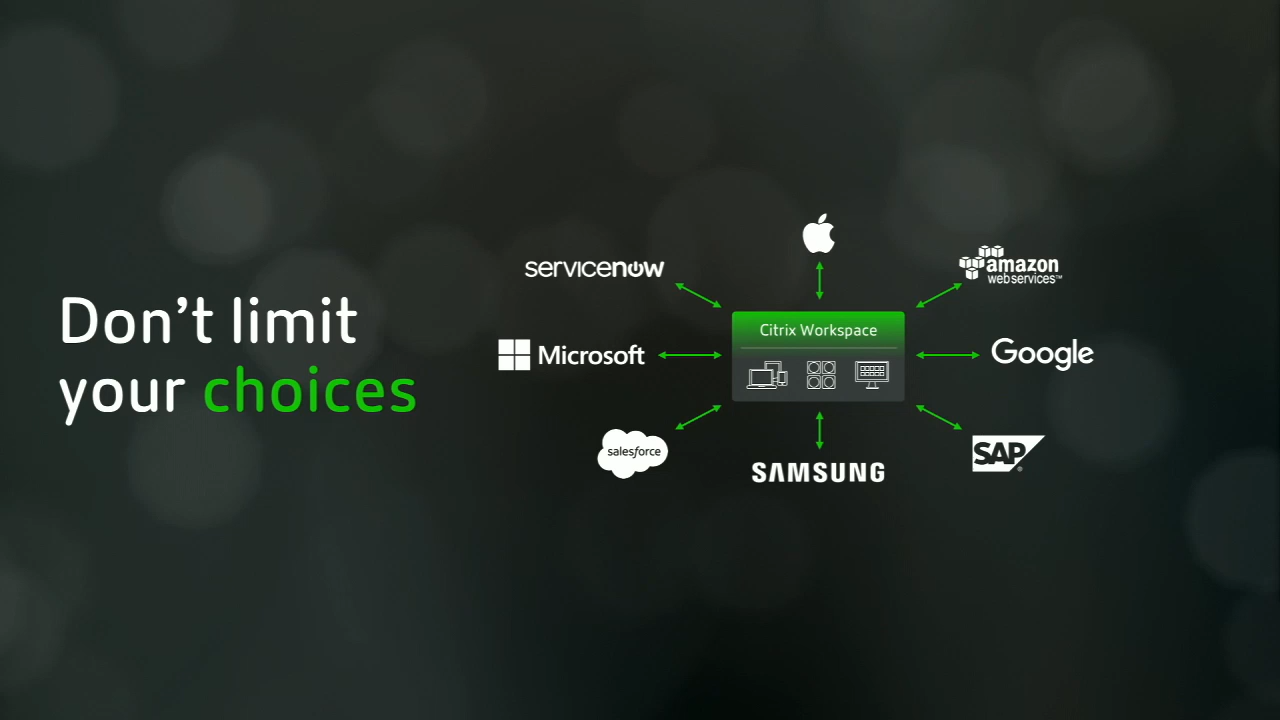 Don't limit
your choices
servicenow
amazon
webservices™
Citrix Workspace
Microsoft
Google
salesforce
SAMSUNG
SAP®